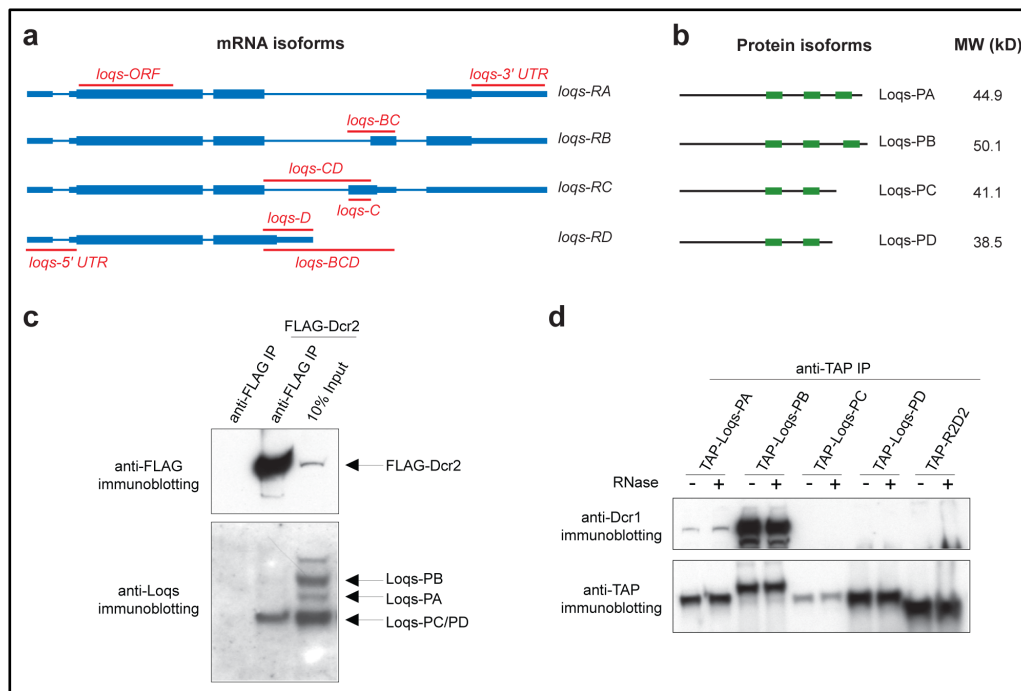 a
mRNA isoforms
loqs-ORF
loqs-3' UTR
loqs-RA
loqs-BC
loqs-RB
loqs-CD
loqs-RC
loqs-C
loqs-D
loqs-RD
loqs-5' UTR
loqs-BCD
b
Protein isoforms
MW (kD)
Loqs-PA
44.9
Loqs-PB
50.1
Loqs-PC
41.1
Loqs-PD
38.5
c
FLAG-Dcr2
anti-FLAG IP
anti-FLAG IP
10% Input
anti-FLAG
immunoblotting
FLAG-Dcr2
anti-Loqs
immunoblotting
Loqs-PB
Loqs-PA
Loqs-PC/PD
d
anti-TAP IP
TAP-Loqs-PA
TAP-Loqs-PB
TAP-Loqs-PC
TAP-Loqs-PD
TAP-R2D2
RNase - + - + - + - + - +
anti-Dcr1
immunoblotting
anti-TAP
immunoblotting